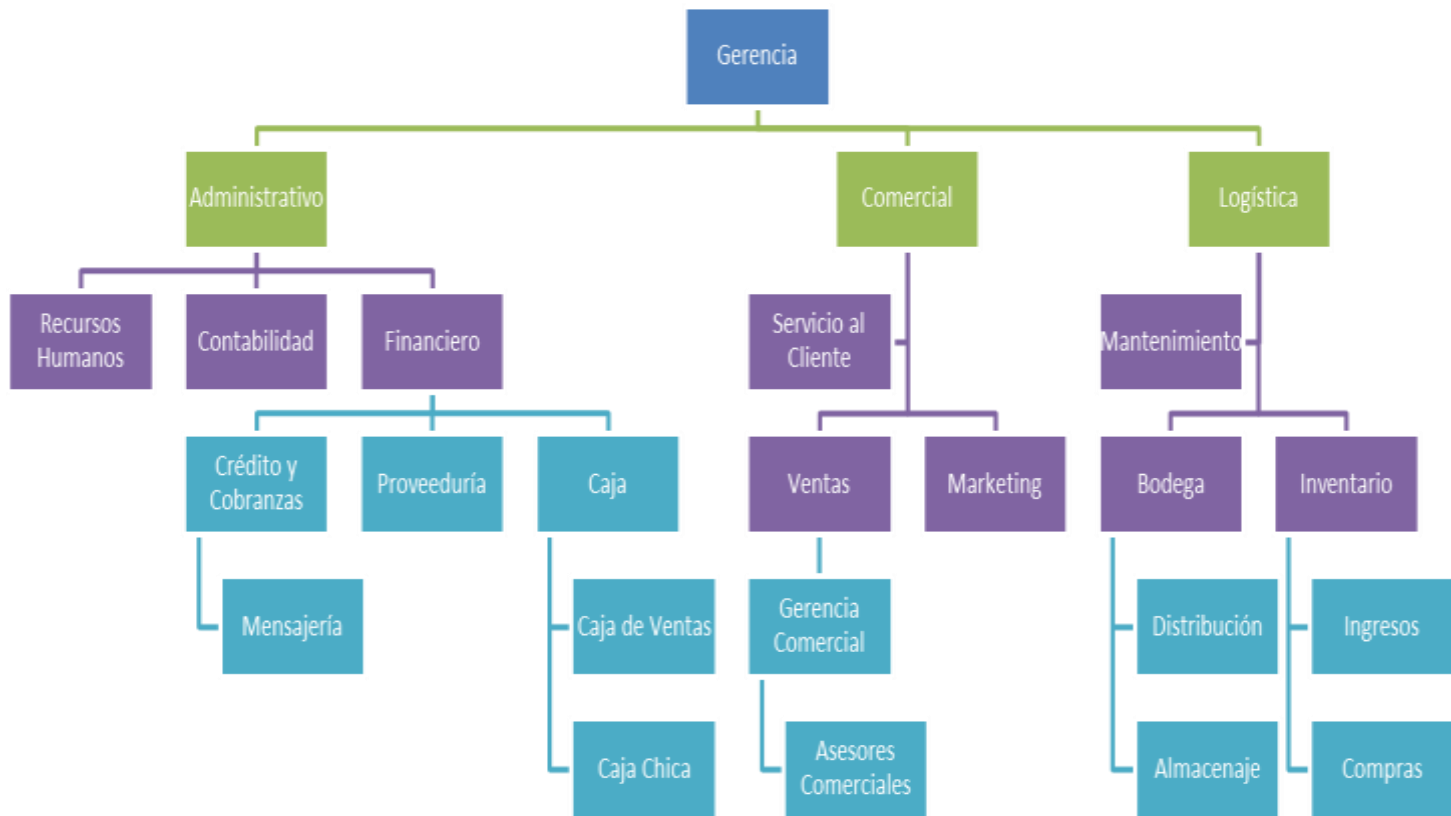 Gerencia
Administrativo
Comercial
Logística
Recursos
Humanos
Contabilidad
Financiero
Servicio al
Cliente
Mantenimiento
Crédito y
Cobranzas
Proveeduría
Caja
Ventas
Marketing
Bodega
Inventario
Mensajería
Caja de Ventas
Gerencia
Comercial
Distribución
Ingresos
Caja Chica
Asesores
Comerciales
Almacenaje
Compras